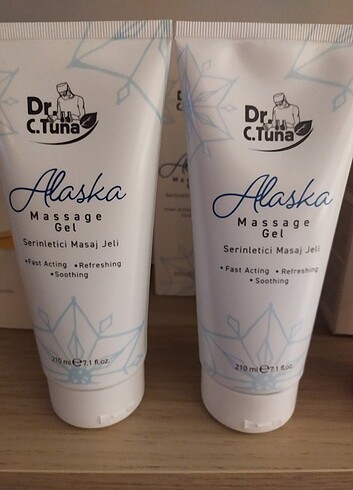 Dr.
C.Tuna
Alaska
Massage
Gel
Serinletici Masaj Jeli
•Fast Acting •Refreshing
•Soothing
210 ml ℮ 7.1 fl.oz.
Dr.
C.Tuna
Alaska
Massage
Gel
Serinletici Masaj Jeli
•Fast Acting •Refreshing
•Soothing
210 ml ℮ 7.1 fl.oz.